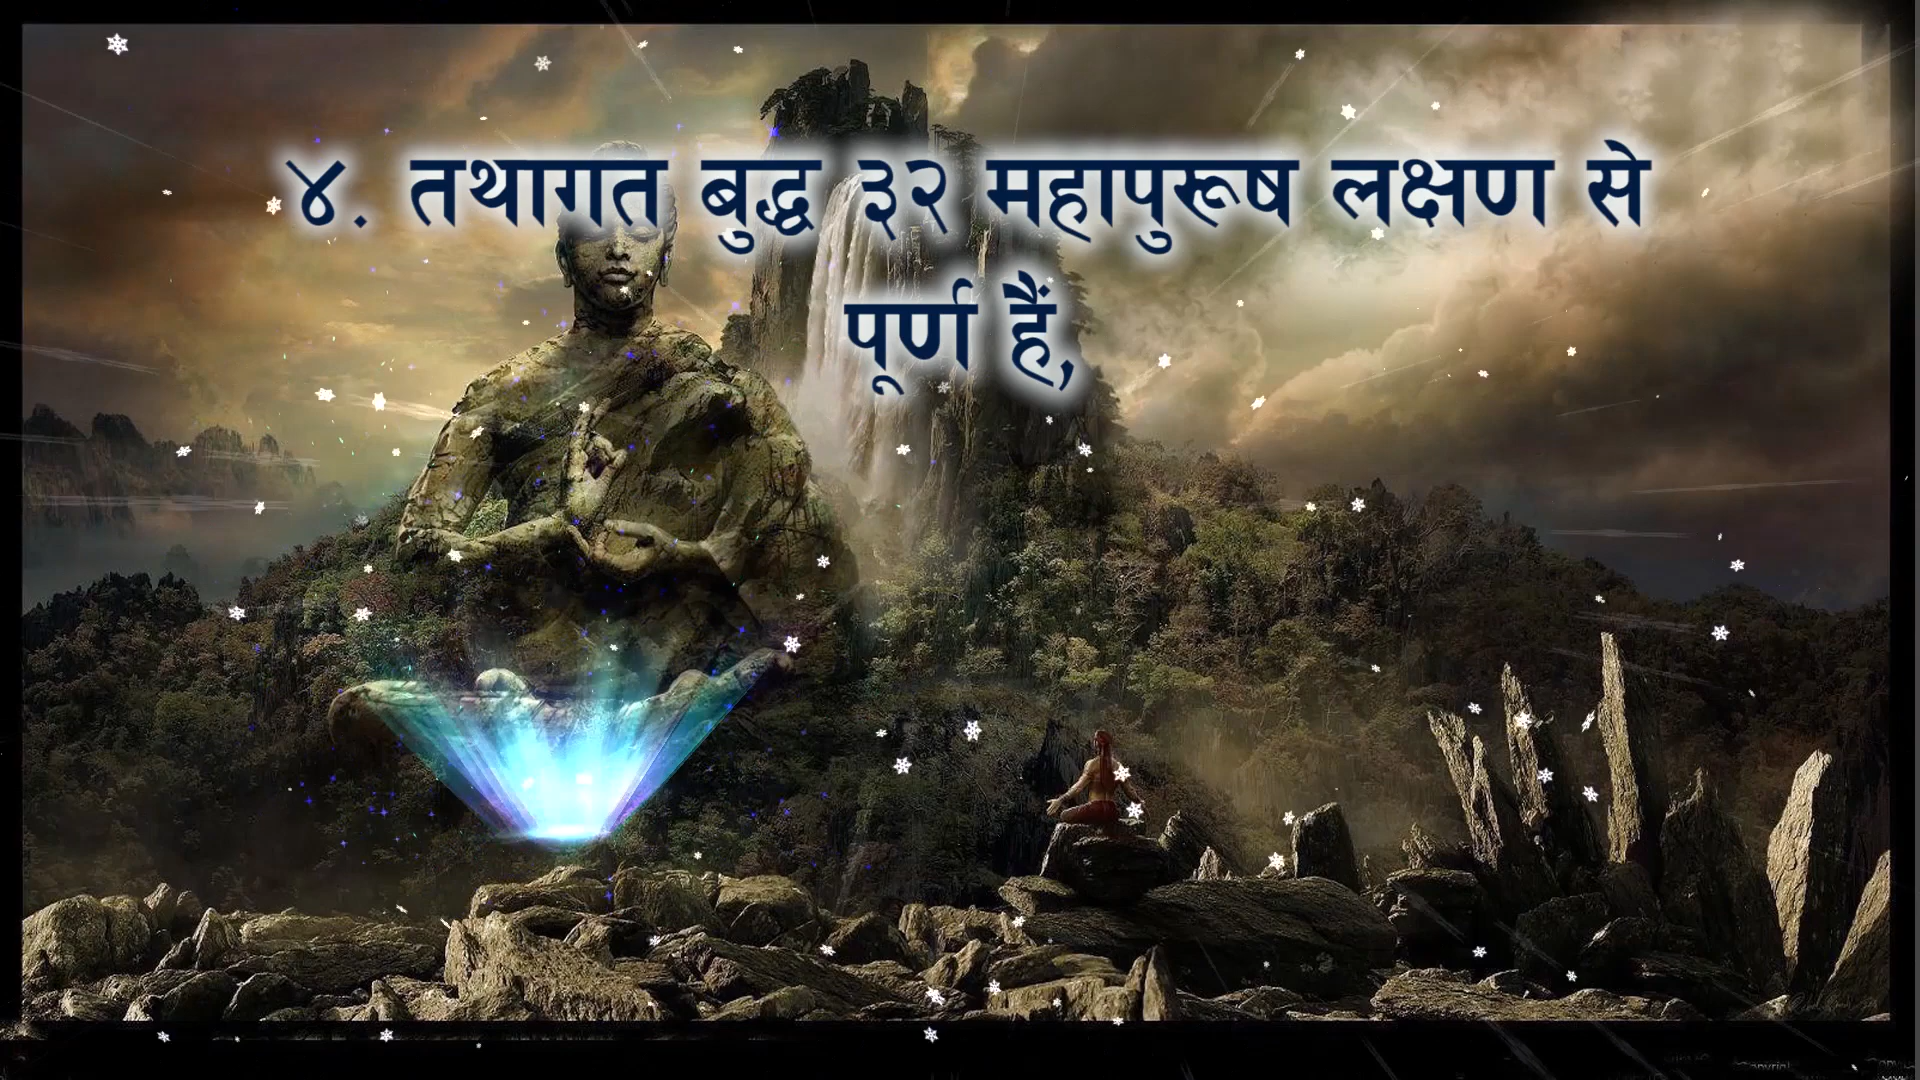 ४. तथागत बुद्ध ३२ महापुरूष लक्षण से
पूर्ण हैं,